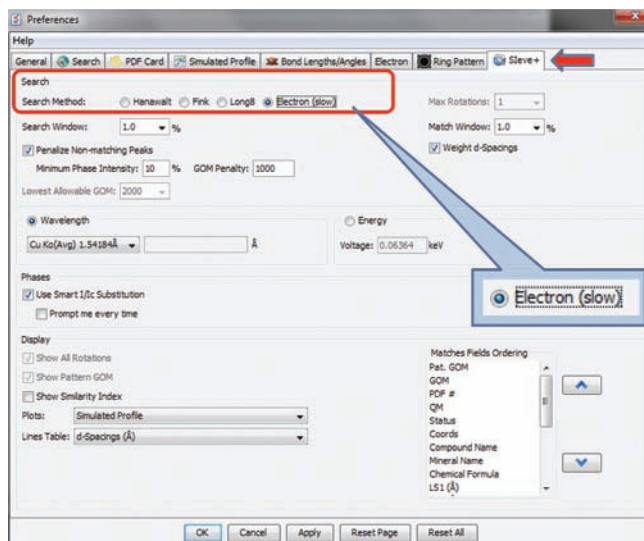 Preferences
Help
General Search PDF Card Simulated Profile Bond Lengths/Angles Electron Ring Pattern SIeve+
Search
Search Method: Hanawalt Fink Long8 Electron (slow) Max Rotations: 1
Search Window: 1.0 % Match Window: 1.0 %
Penalize Non-matching Peaks Weight d-Spacings
Minimum Phase Intensity: 10 % GOM Penalty: 1000
Lowest Allowable GOM: 2000
Wavelength Energy
Cu Kα(Avg) 1.54184Å Å Voltage: 0.06364 keV
Phases
Use Smart I/Ic Substitution Electron (slow)
Prompt me every time
Display
Show All Rotations Matches Fields Ordering
Show Pattern GOM Pat. GOM
GOM
Show Similarity Index PDF #
Plots: Simulated Profile QM
Status
Lines Table: d-Spacings (Å) Coords
Compound Name
Mineral Name
Chemical Formula
LS1 (Å)
OK Cancel Apply Reset Page Reset All